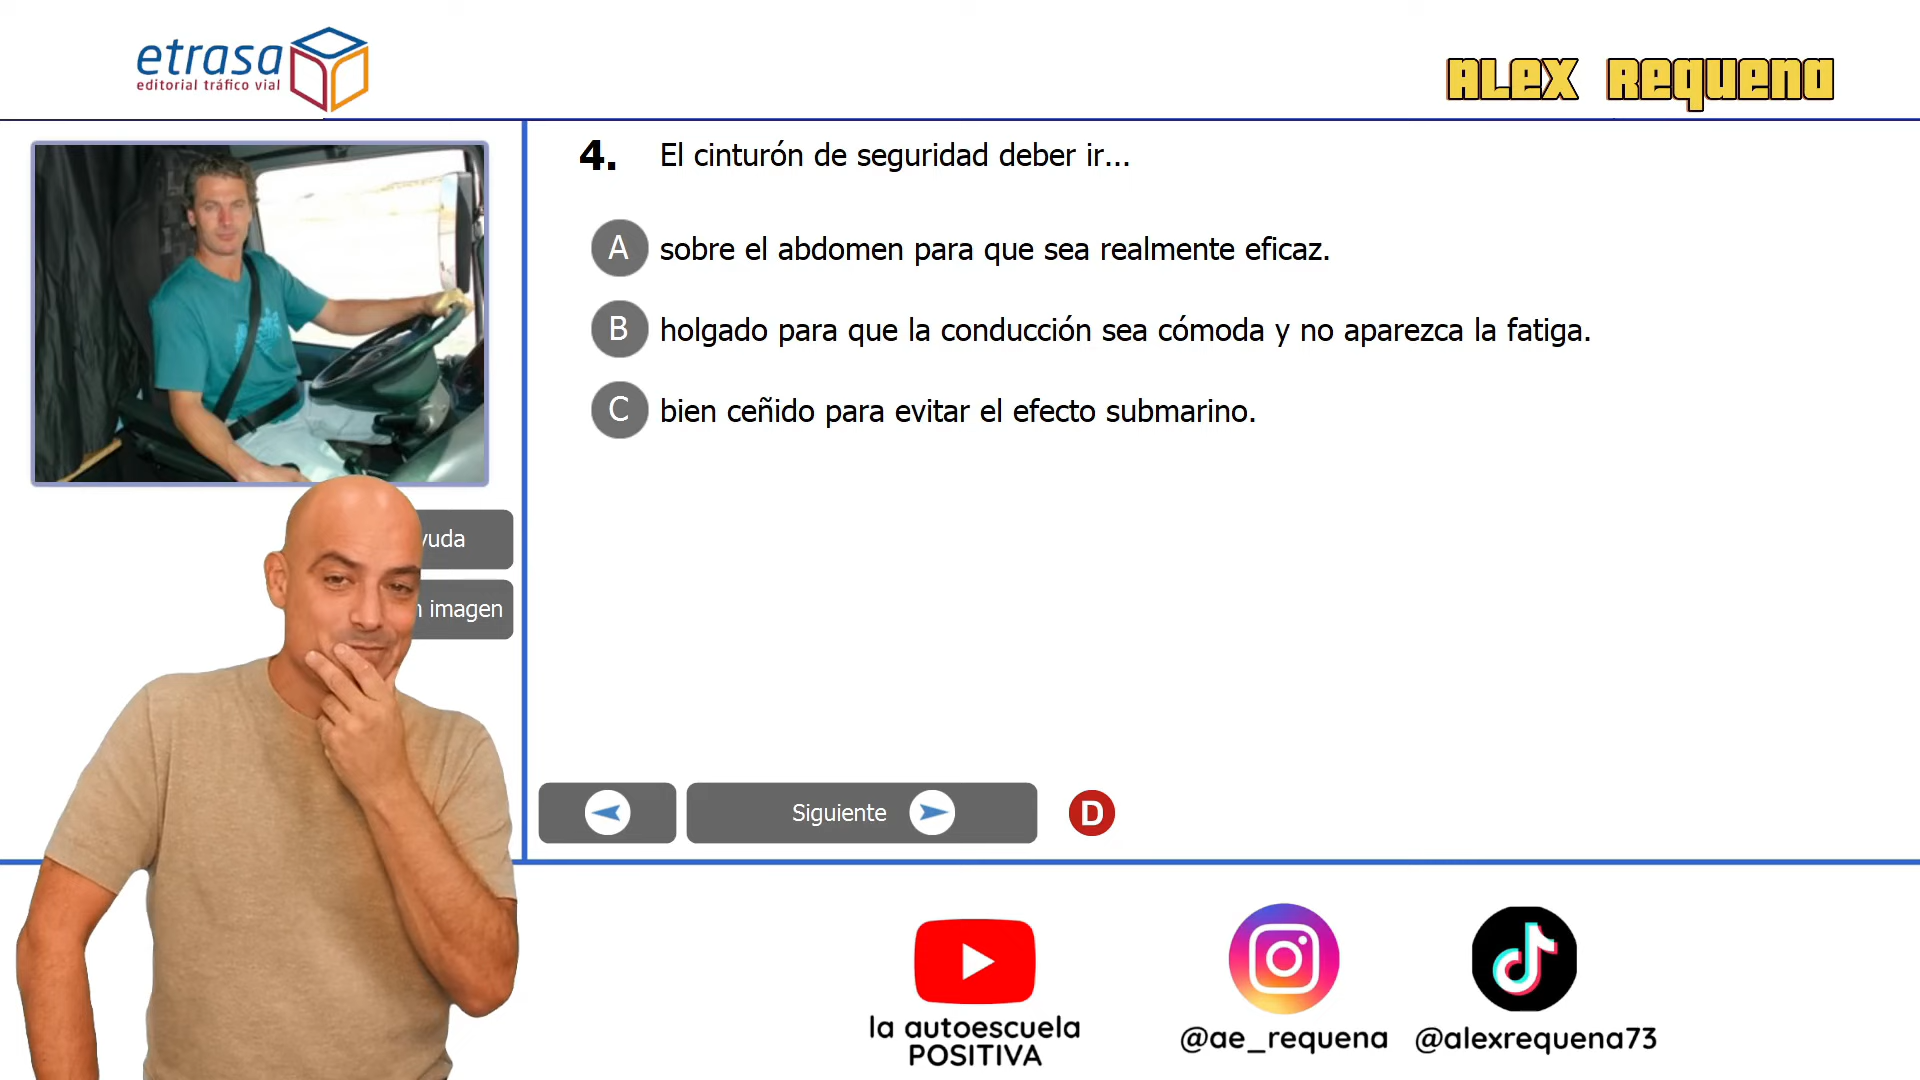 etrasa
editorial tráfico vial
ALEX REQUENA
4. El cinturón de seguridad deber ir...
A sobre el abdomen para que sea realmente eficaz.
B holgado para que la conducción sea cómoda y no aparezca la fatiga.
C bien ceñido para evitar el efecto submarino.
yuda
n imagen
Siguiente
D
la autoescuela
POSITIVA
@ae_requena
@alexrequena73